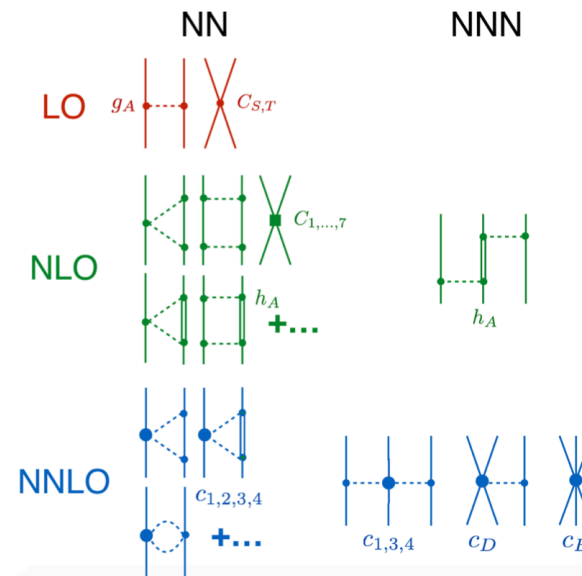 NN NNN
LO g_A C_{S,T}
C_{1,...,7}
NLO
h_A
+...
h_A
NNLO
c_{1,2,3,4}
+...
c_{1,3,4} c_D c_E